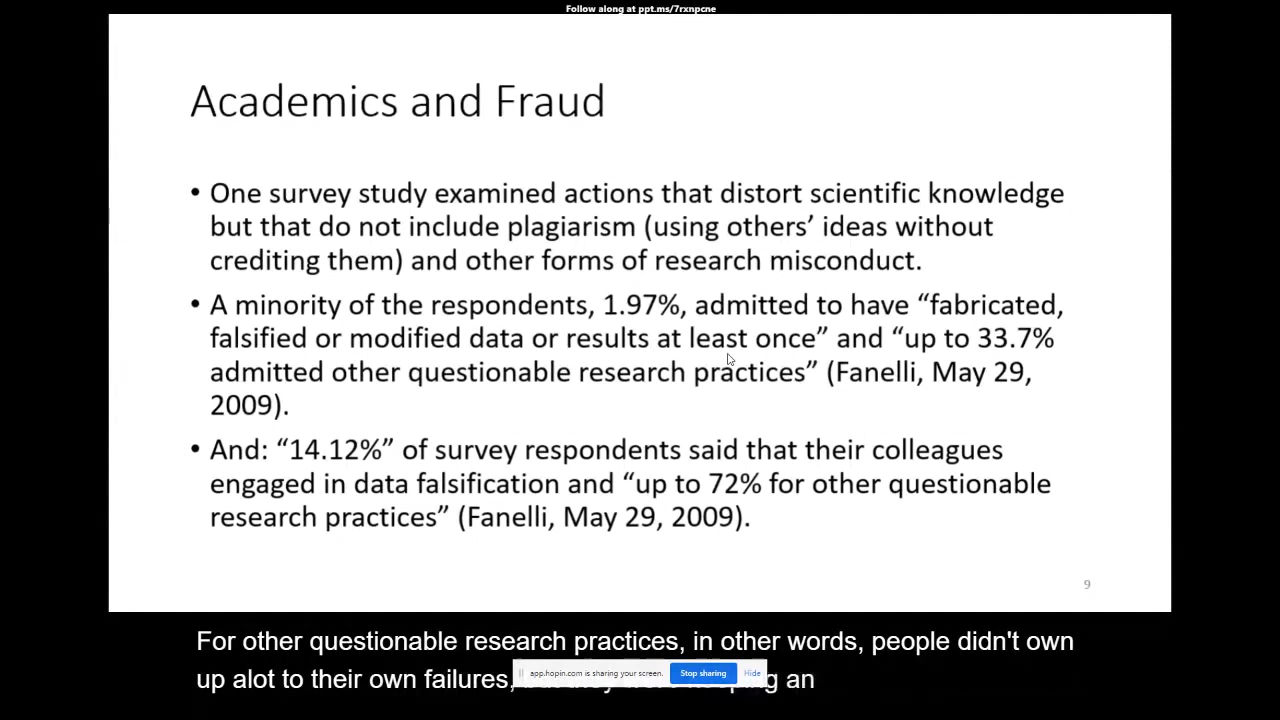 Follow along at ppt.ms/7rxnpcne
Academics and Fraud
• One survey study examined actions that distort scientific knowledge
but that do not include plagiarism (using others’ ideas without
crediting them) and other forms of research misconduct.
• A minority of the respondents, 1.97%, admitted to have “fabricated,
falsified or modified data or results at least once” and “up to 33.7%
admitted other questionable research practices” (Fanelli, May 29,
2009).
• And: “14.12%” of survey respondents said that their colleagues
engaged in data falsification and “up to 72% for other questionable
research practices” (Fanelli, May 29, 2009).
9
For other questionable research practices, in other words, people didn't own
up alot to their own failures, an
app.hopin.com is sharing your screen. Stop sharing Hide